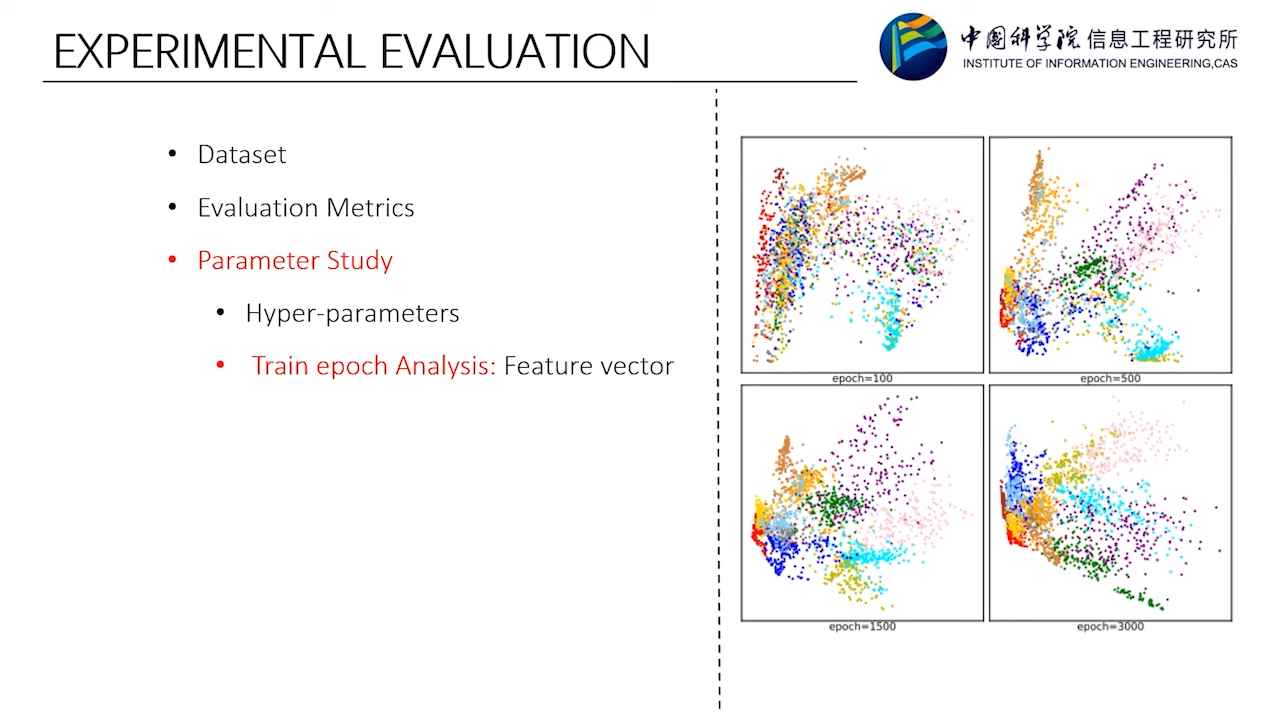 EXPERIMENTAL EVALUATION
中国科学院 信息工程研究所
INSTITUTE OF INFORMATION ENGINEERING,CAS
• Dataset
• Evaluation Metrics
• Parameter Study
• Hyper-parameters
• Train epoch Analysis: Feature vector
epoch=100
epoch=500
epoch=1500
epoch=3000